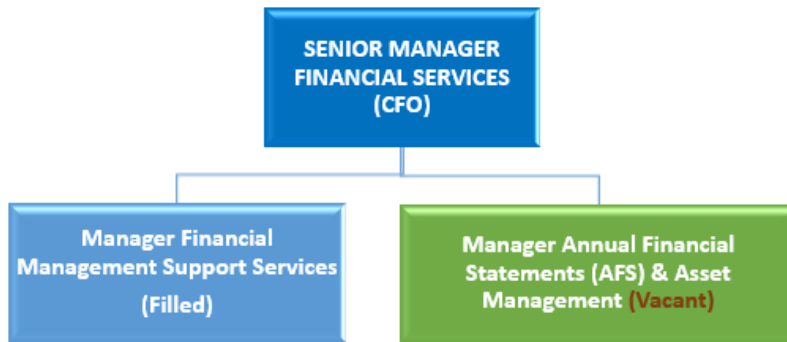 SENIOR MANAGER
FINANCIAL SERVICES
(CFO)
Manager Financial
Management Support Services
(Filled)
Manager Annual Financial
Statements (AFS) & Asset
Management (Vacant)